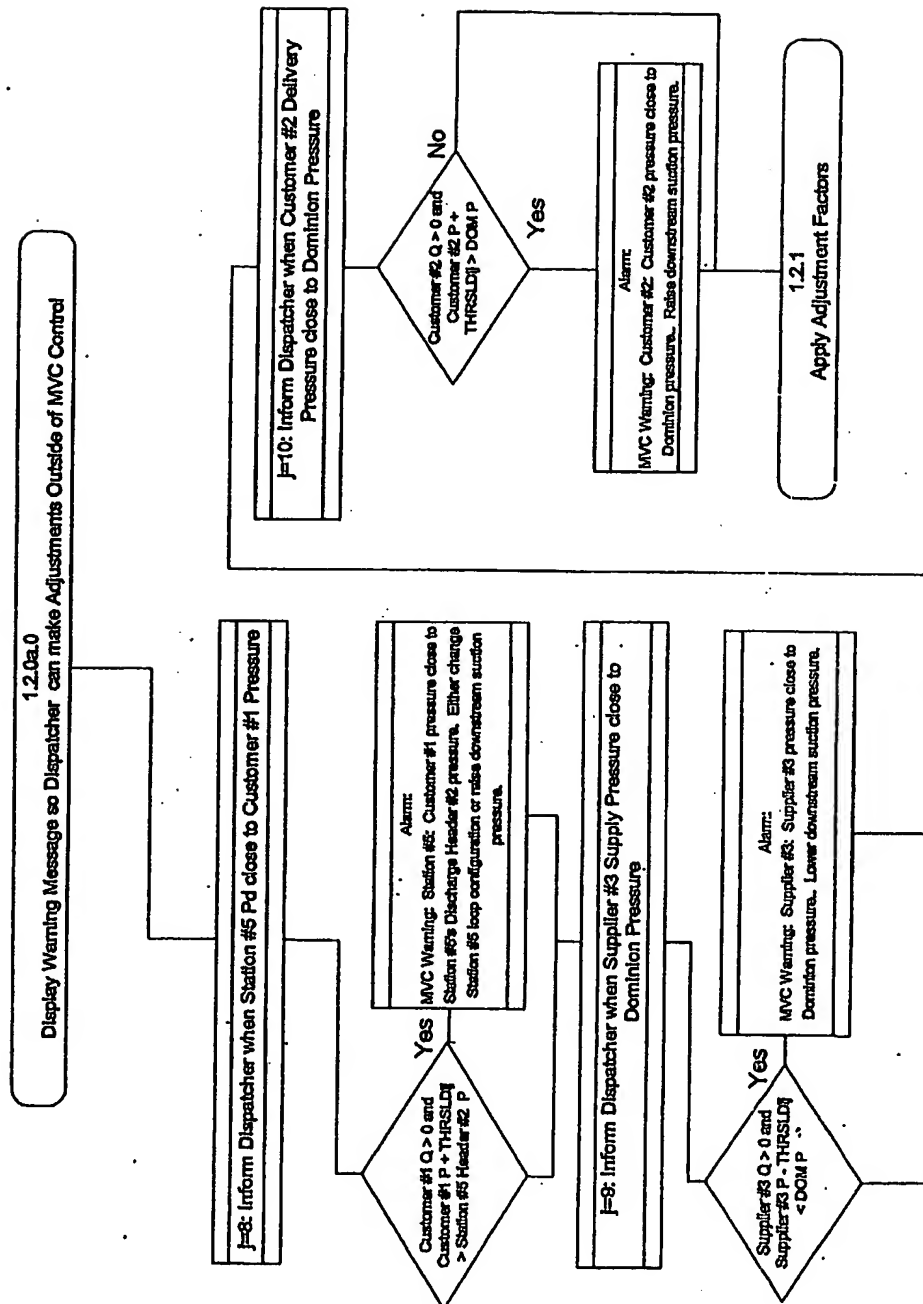 1.2.0a.0
Display Warning Message so Dispatcher can make Adjustments Outside of MVC Control
j=8: Inform Dispatcher when Station #5 Pd close to Customer #1 Pressure
Customer #1 Q > 0 and
Customer #1 P + THRSLDj
> Station #5 Header #2 P
Yes
Alarm:
MVC Warning: Station #5: Customer #1 pressure close to
Station #5's Discharge Header #2 pressure. Either change
Station #5 loop configuration or raise downstream suction
pressure.
j=9: Inform Dispatcher when Supplier #3 Supply Pressure close to
Dominion Pressure
Supplier #3 Q > 0 and
Supplier #3 P - THRSLDj
< DOM P
Yes
Alarm:
MVC Warning: Supplier #3: Supplier #3 pressure close to
Dominion pressure.. Lower downstream suction pressure.
j=10: Inform Dispatcher when Customer #2 Delivery
Pressure close to Dominion Pressure
Customer #2 Q > 0 and
Customer #2 P +
THRSLDj > DOM P
No
Yes
Alarm:
MVC Warning: Customer #2: Customer #2 pressure close to
Dominion pressure.. Raise downstream suction pressure.
1.2.1
Apply Adjustment Factors